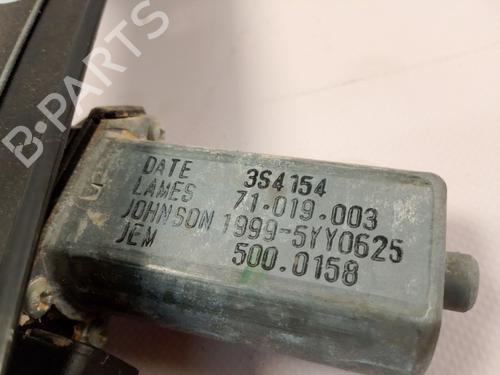 B-PARTS
DATE 3S4154
LAMES 71.019.003
JOHNSON 1999-5YY0625
JEM 500.0158